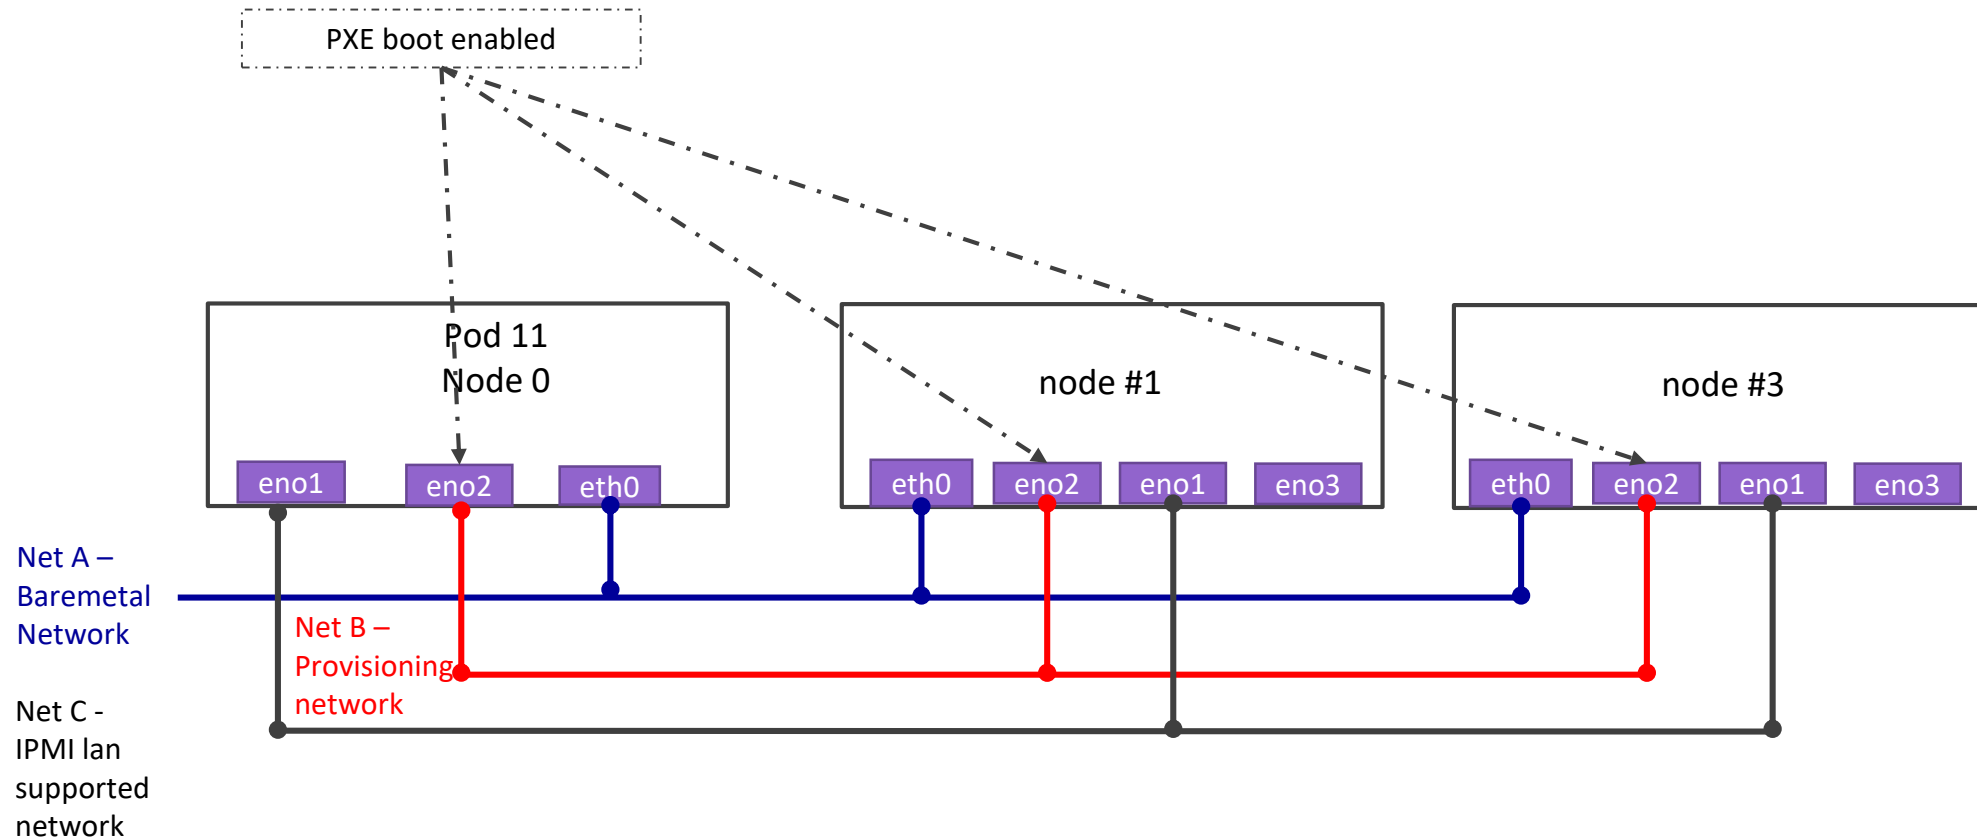 PXE boot enabled
Pod 11
Node 0
node #1
node #3
eno1
eno2
eth0
eth0
eno2
eno1
eno3
eth0
eno2
eno1
eno3
Net A –
Baremetal
Network
Net B –
Provisioning
network
Net C -
IPMI lan
supported
network